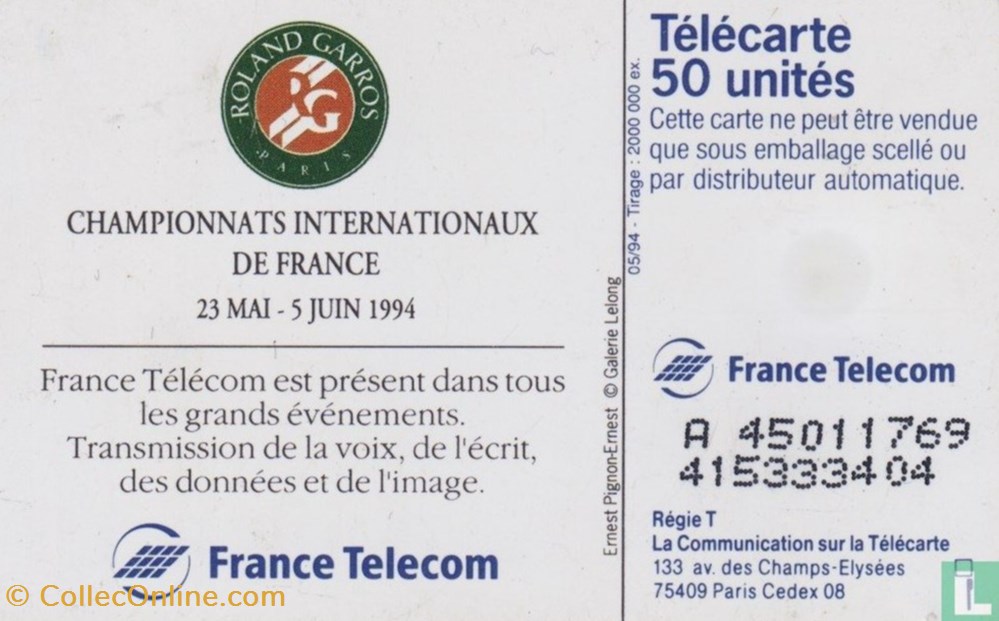 ROLAND GARROS
PARIS
RG
CHAMPIONNATS INTERNATIONAUX
DE FRANCE
23 MAI - 5 JUIN 1994
France Télécom est présent dans tous
les grands événements.
Transmission de la voix, de l'écrit,
des données et de l'image.
France Telecom
Ernest Pignon-Ernest © Galerie Lelong
05/94 - Tirage : 2000 000 ex.
Télécarte
50 unités
Cette carte ne peut être vendue
que sous emballage scellé ou
par distributeur automatique.
France Telecom
A 45011769
415333404
Régie T
La Communication sur la Télécarte
133 av. des Champs-Elysées
75409 Paris Cedex 08
© CollecOnline.com
L